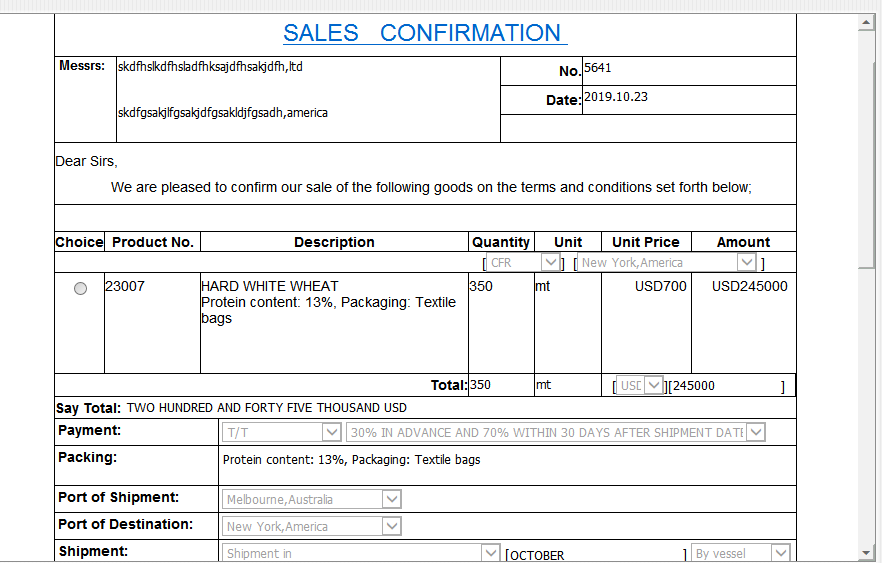 SALES CONFIRMATION
Messrs: skdfhslkdfhsladfhksajdfhsakjdfh,ltd
No. 5641
Date: 2019.10.23
skdfgsakjlfgsakjdfgsakldjfgsadh,america
Dear Sirs,
We are pleased to confirm our sale of the following goods on the terms and conditions set forth below;
Choice Product No. Description Quantity Unit Unit Price Amount
[ CFR ] [ New York,America ]
23007 HARD WHITE WHEAT 350 mt USD700 USD245000
Protein content: 13%, Packaging: Textile
bags
Total: 350 mt [ USD ][245000 ]
Say Total: TWO HUNDRED AND FORTY FIVE THOUSAND USD
Payment: T/T 30% IN ADVANCE AND 70% WITHIN 30 DAYS AFTER SHIPMENT DATE
Packing: Protein content: 13%, Packaging: Textile bags
Port of Shipment: Melbourne,Australia
Port of Destination: New York,America
Shipment: Shipment in [OCTOBER ] By vessel